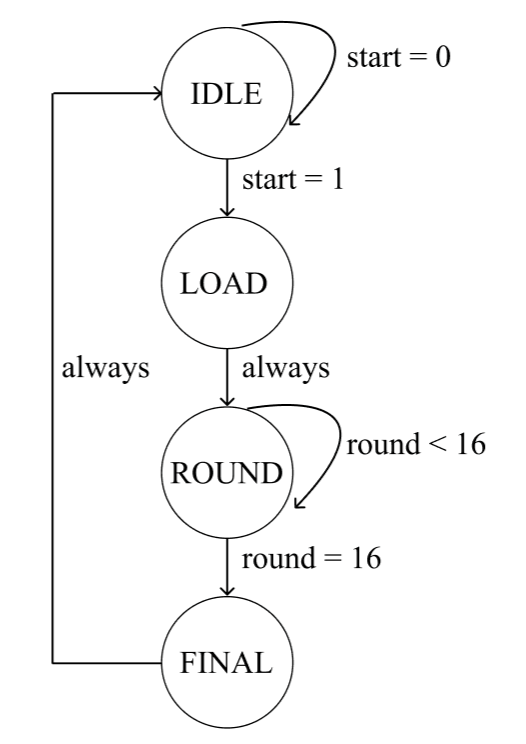 start = 0
IDLE
start = 1
LOAD
always
always
round < 16
ROUND
round = 16
FINAL